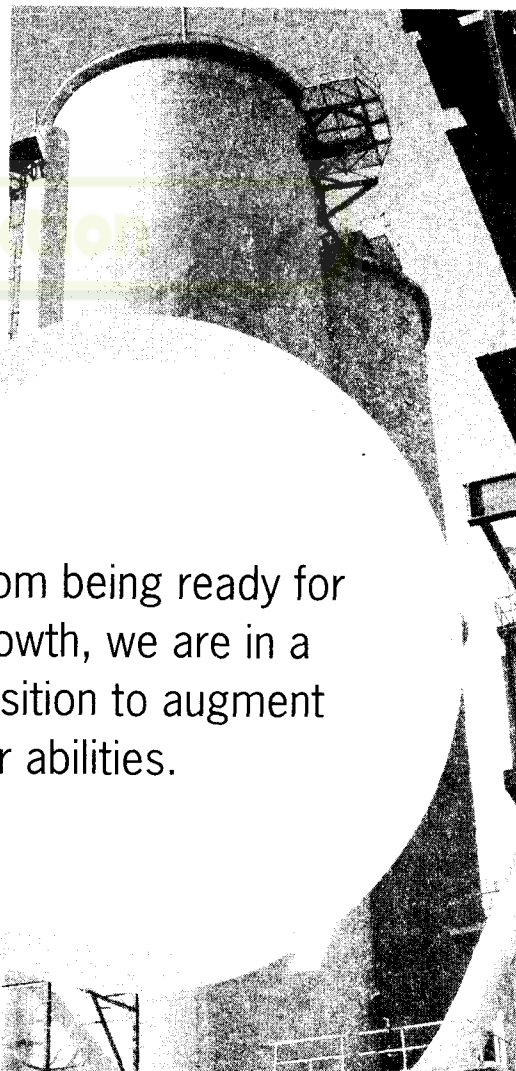 om being ready for
owth, we are in a
sition to augment
r abilities.